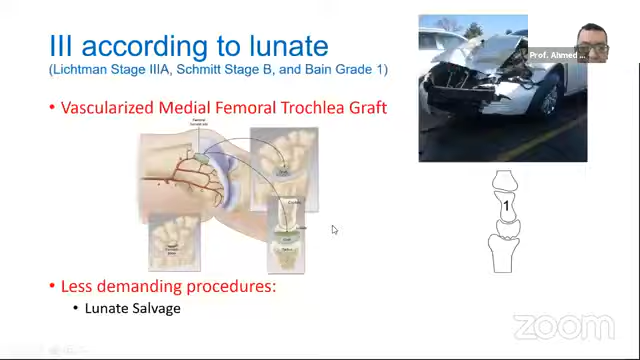 III according to lunate
(Lichtman Stage IIIA, Schmitt Stage B, and Bain Grade 1)
Prof. Ahmed
• Vascularized Medial Femoral Trochlea Graft
1
• Less demanding procedures:
• Lunate Salvage
zoom